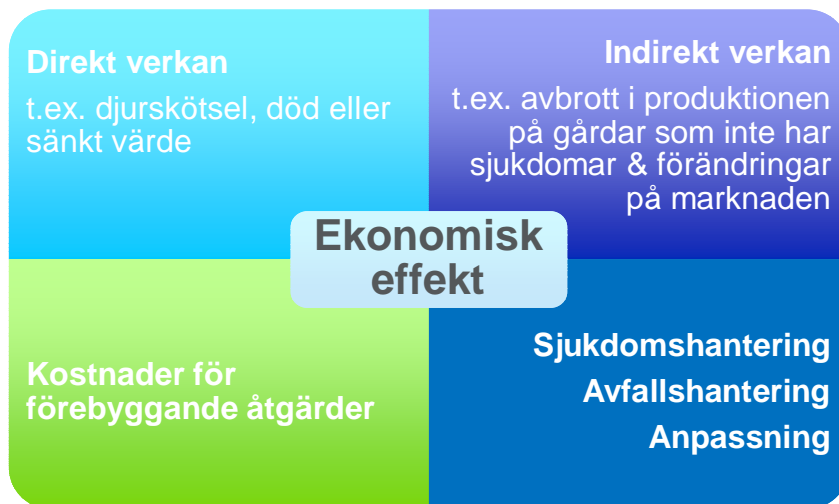 Direkt verkan
t.ex. djurskötsel, död eller
sänkt värde
Indirekt verkan
t.ex. avbrott i produktionen
på gårdar som inte har
sjukdomar & förändringar
på marknaden
Ekonomisk
effekt
Kostnader för
förebyggande åtgärder
Sjukdomshantering
Avfallshantering
Anpassning